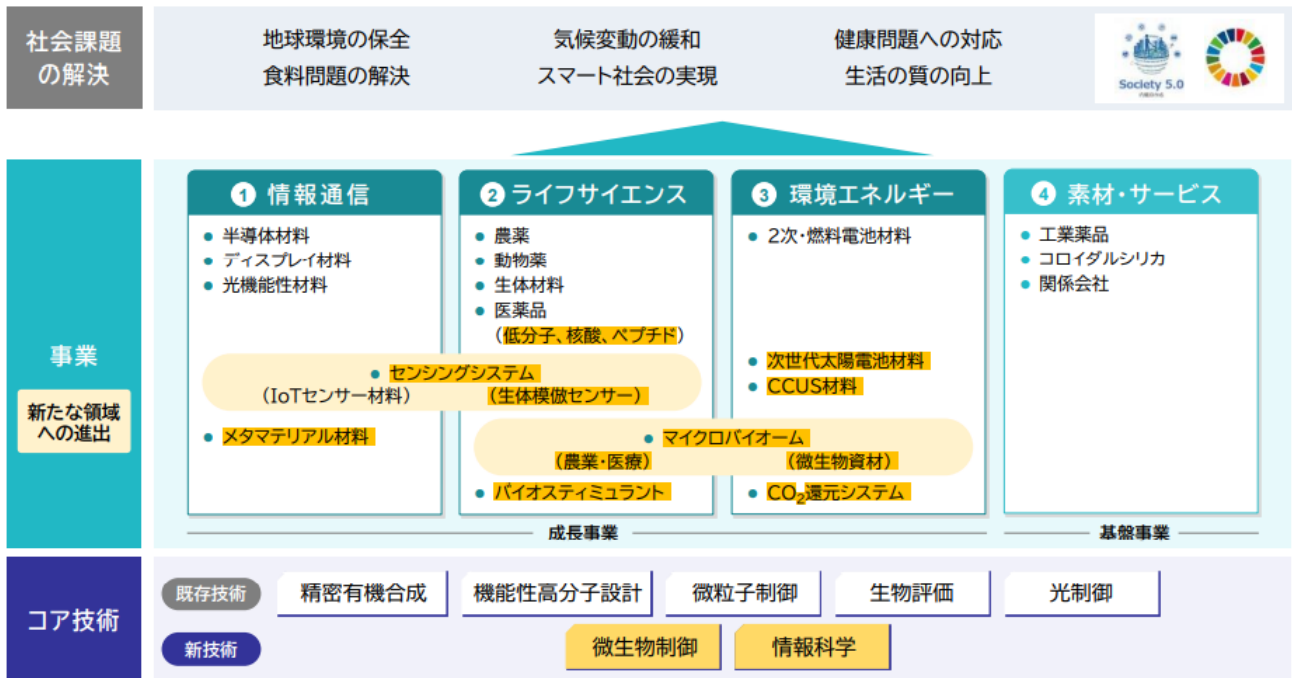 社会課題
の解決
地球環境の保全
気候変動の緩和
健康問題への対応
食料問題の解決
スマート社会の実現
生活の質の向上
Society 5.0
事業
新たな領域
への進出
1 情報通信
• 半導体材料
• ディスプレイ材料
• 光機能性材料
2 ライフサイエンス
• 農薬
• 動物薬
• 生体材料
• 医薬品
(低分子、核酸、ペプチド)
3 環境エネルギー
• 2次・燃料電池材料
• 次世代太陽電池材料
• CCUS材料
4 素材・サービス
• 工業薬品
• コロイダルシリカ
• 関係会社
• センシングシステム
(IoTセンサー材料)
(生体模倣センサー)
• メタマテリアル材料
• マイクロバイオーム
(農業・医療)
(微生物資材)
• バイオスティミュラント
• CO₂還元システム
成長事業
基盤事業
コア技術
既存技術
精密有機合成
機能性高分子設計
微粒子制御
生物評価
光制御
新技術
微生物制御
情報科学